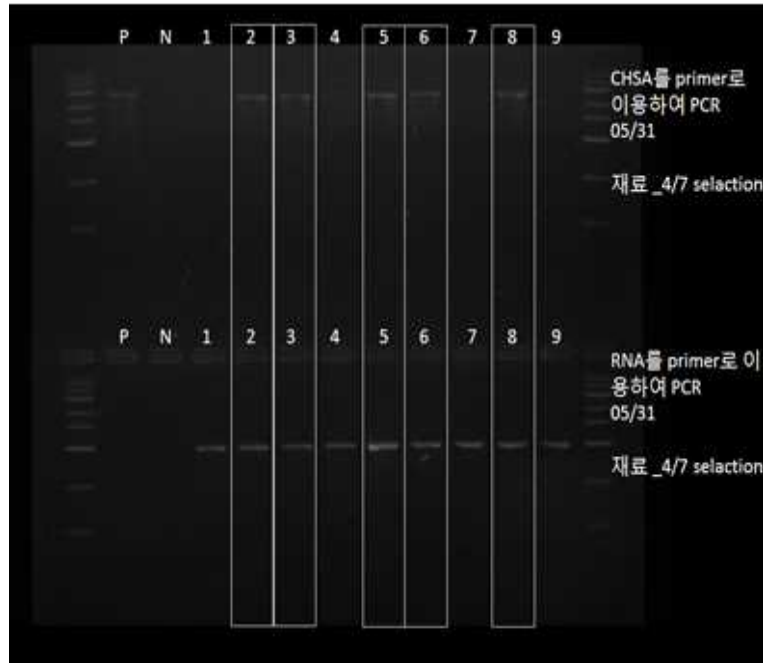 P N 1 2 3 4 5 6 7 8 9
CHSA를 primer로
이용하여 PCR
05/31
재료 _4/7 selaction
P N 1 2 3 4 5 6 7 8 9
RNA를 primer로 이
용하여 PCR
05/31
재료 _4/7 selaction